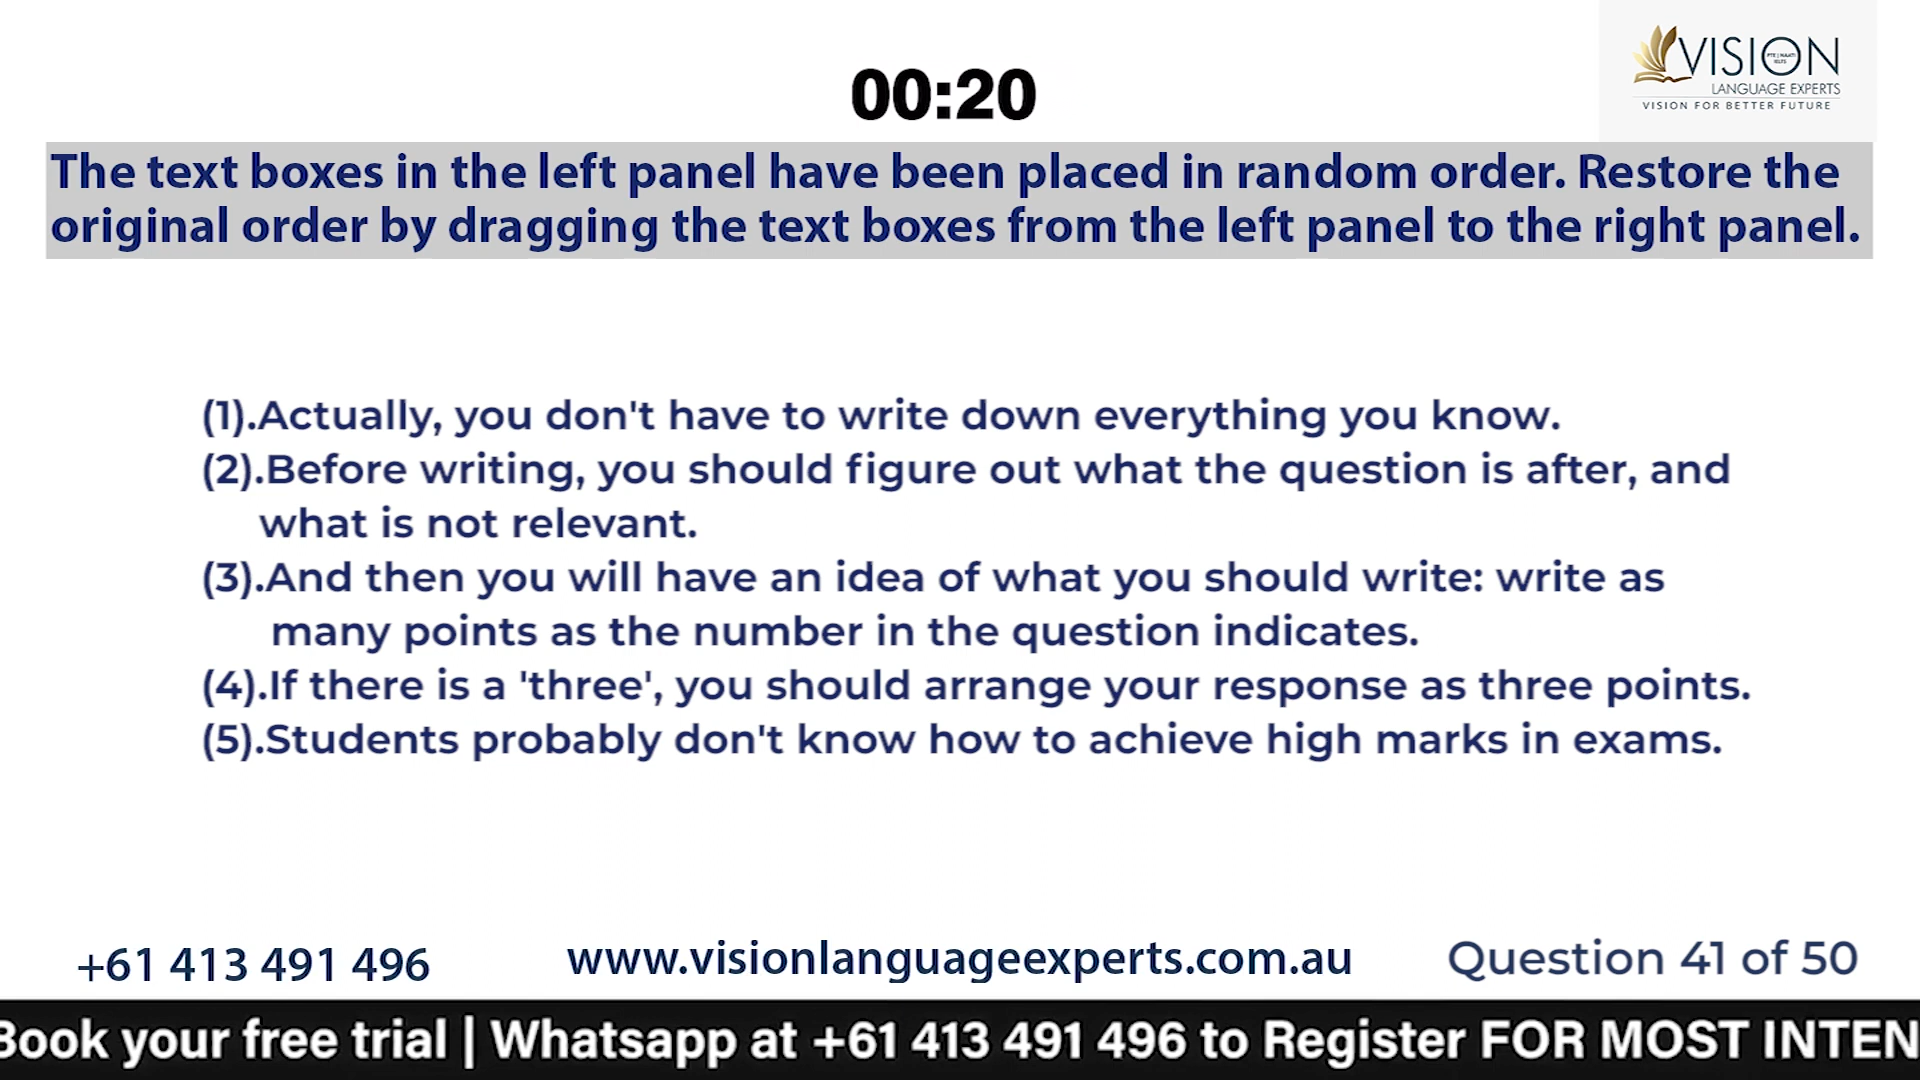 VISION
PTE | NAATI
IELTS
LANGUAGE EXPERTS
VISION FOR BETTER FUTURE
00:20
The text boxes in the left panel have been placed in random order. Restore the
original order by dragging the text boxes from the left panel to the right panel.
(1).Actually, you don't have to write down everything you know.
(2).Before writing, you should figure out what the question is after, and
what is not relevant.
(3).And then you will have an idea of what you should write: write as
many points as the number in the question indicates.
(4).If there is a 'three', you should arrange your response as three points.
(5).Students probably don't know how to achieve high marks in exams.
+61 413 491 496
www.visionlanguageexperts.com.au
Question 41 of 50
Book your free trial | Whatsapp at +61 413 491 496 to Register FOR MOST INTEN